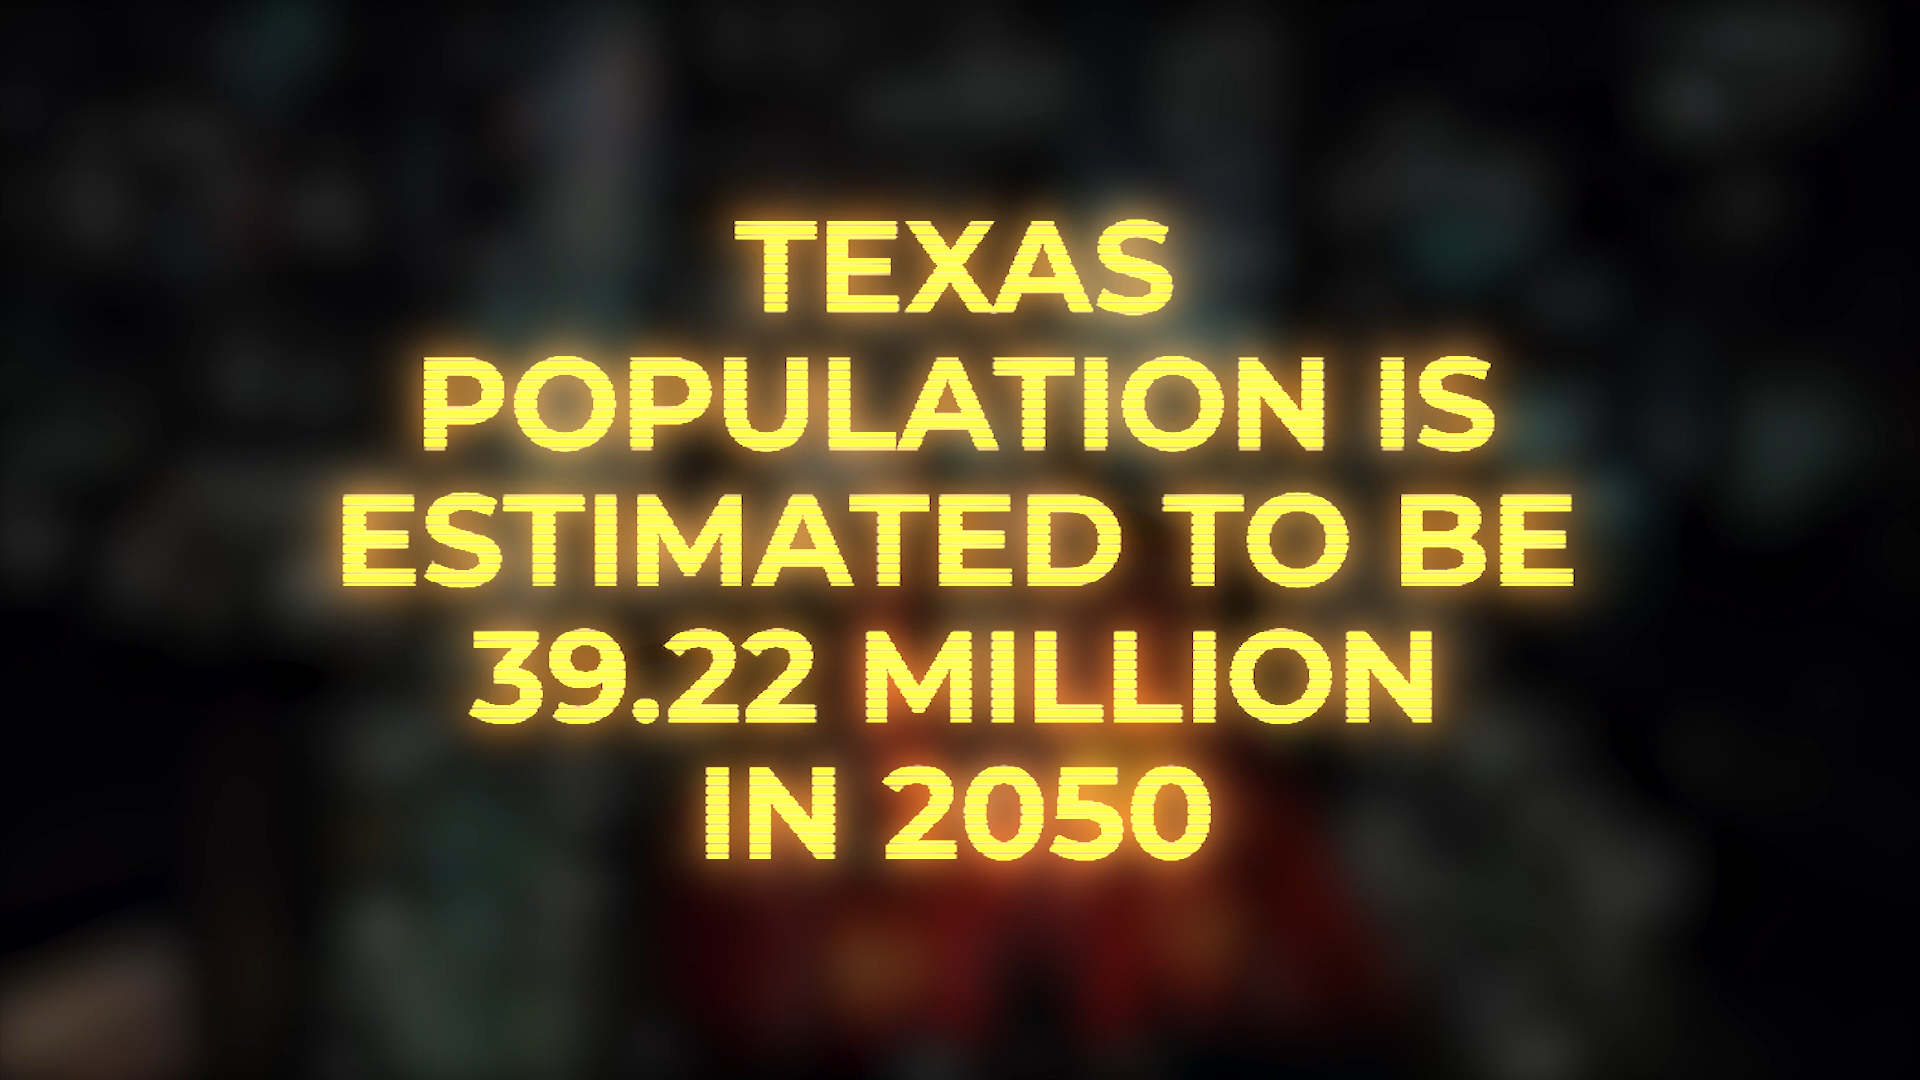 TEXAS
POPULATION IS
ESTIMATED TO BE
39.22 MILLION
IN 2050